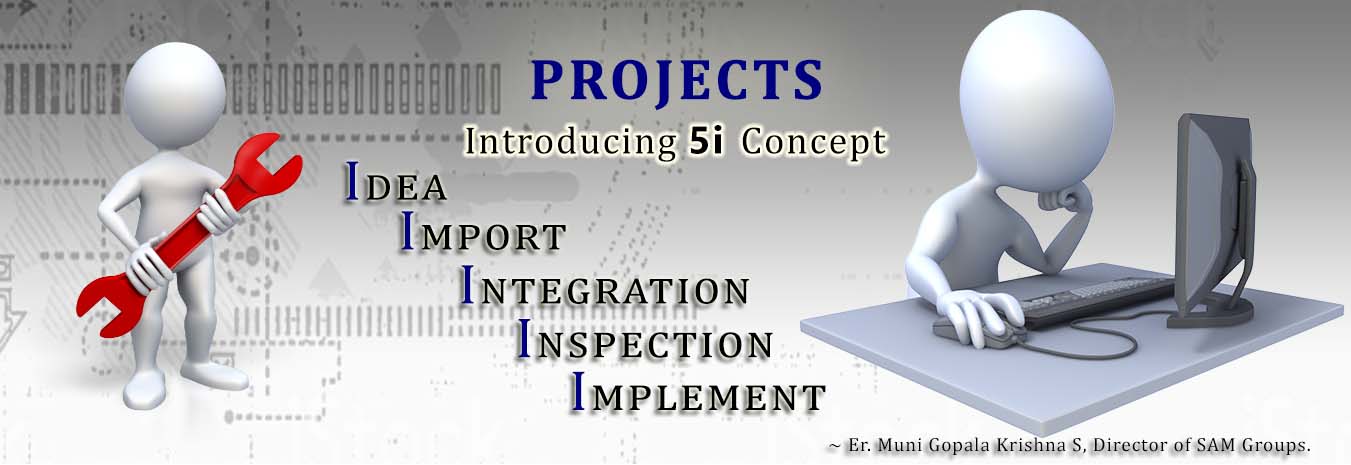 PROJECTS
Introducing 5i Concept
IDEA
IMPORT
INTEGRATION
INSPECTION
IMPLEMENT
~ Er. Muni Gopala Krishna S, Director of SAM Groups.